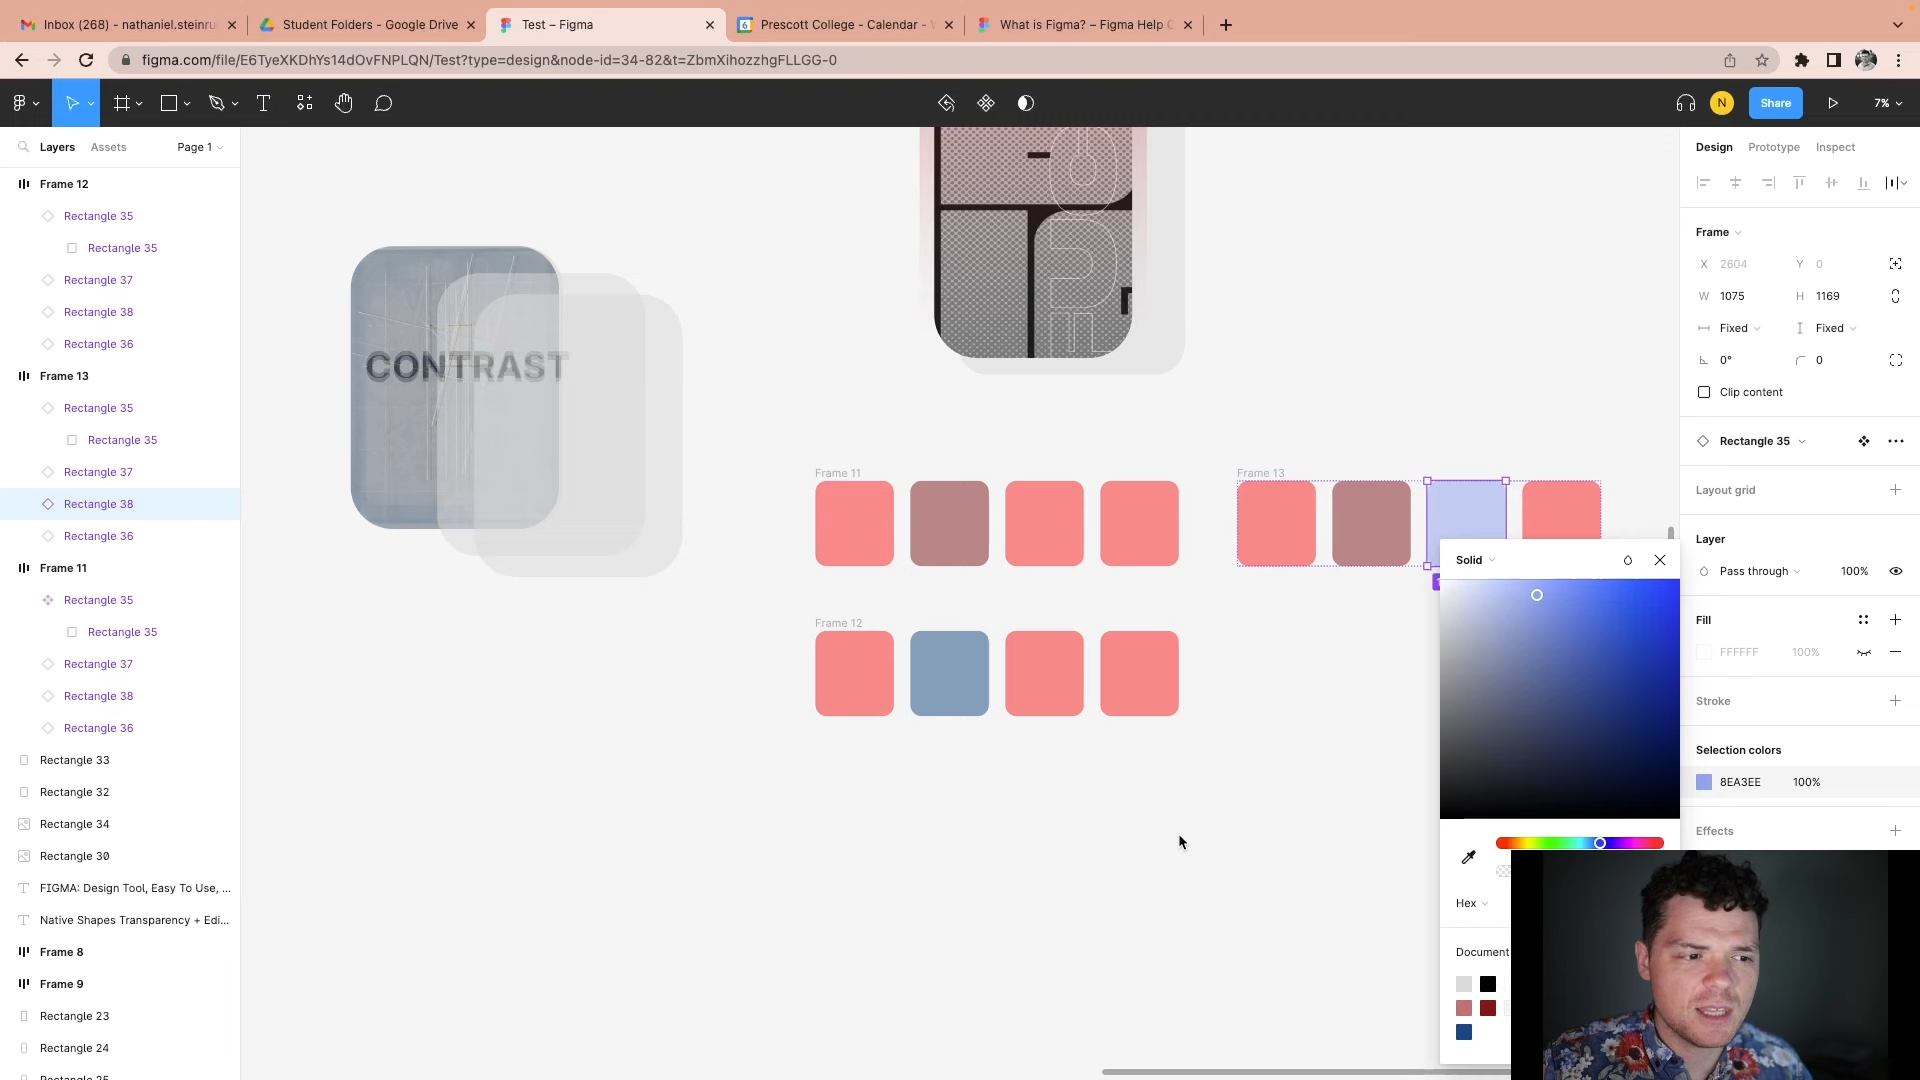 Inbox (268) - nathaniel.steinru
Student Folders - Google Drive
Test – Figma
Prescott College - Calendar -
What is Figma? – Figma Help C
figma.com/file/E6TyeXKDhYs14dOvFNPLQN/Test?type=design&node-id=34-82&t=ZbmXihozzhgFLLGG-0
N
Share
7%
Layers
Assets
Page 1
Frame 12
Rectangle 35
Rectangle 35
Rectangle 37
Rectangle 38
Rectangle 36
Frame 13
Rectangle 35
Rectangle 35
Rectangle 37
Rectangle 38
Rectangle 36
Frame 11
Rectangle 35
Rectangle 35
Rectangle 37
Rectangle 38
Rectangle 36
Rectangle 33
Rectangle 32
Rectangle 34
Rectangle 30
FIGMA: Design Tool, Easy To Use, ...
Native Shapes Transparency + Edi...
Frame 8
Frame 9
Rectangle 23
Rectangle 24
Rectangle 25
CONTRAST
Frame 11
Frame 13
Frame 12
Solid
Hex
Document
Design
Prototype
Inspect
Frame
X 2604 Y 0
W 1075 H 1169
Fixed Fixed
0° 0
Clip content
Rectangle 35
Layout grid
Layer
Pass through 100%
Fill
FFFFFF 100%
Stroke
Selection colors
8EA3EE 100%
Effects